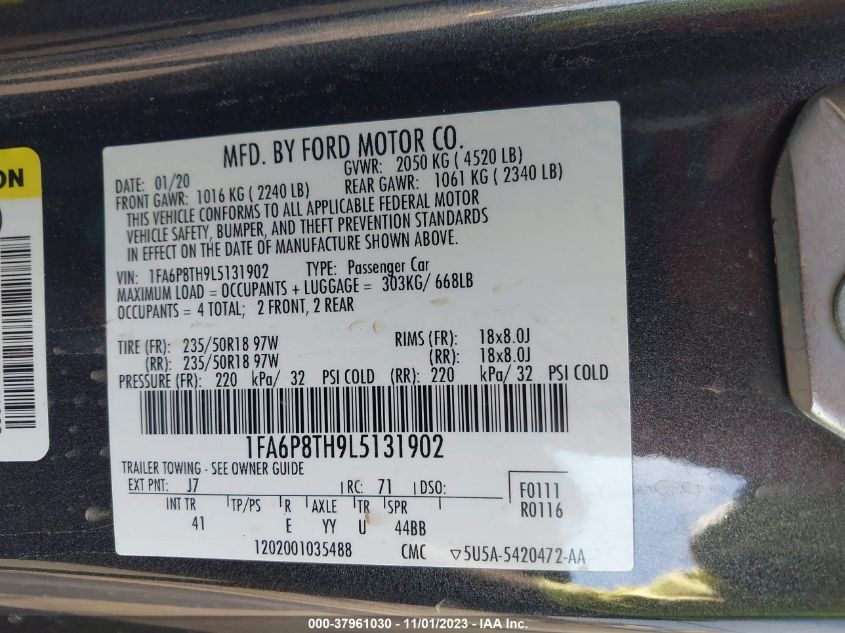 MFD. BY FORD MOTOR CO.
DATE: 01/20 GVWR: 2050 KG ( 4520 LB)
FRONT GAWR: 1016 KG ( 2240 LB) REAR GAWR: 1061 KG ( 2340 LB)
THIS VEHICLE CONFORMS TO ALL APPLICABLE FEDERAL MOTOR
VEHICLE SAFETY, BUMPER, AND THEFT PREVENTION STANDARDS
IN EFFECT ON THE DATE OF MANUFACTURE SHOWN ABOVE.
VIN: 1FA6P8TH9L5131902 TYPE: Passenger Car
MAXIMUM LOAD = OCCUPANTS + LUGGAGE = 303KG/ 668LB
OCCUPANTS = 4 TOTAL; 2 FRONT, 2 REAR
TIRE (FR): 235/50R18 97W RIMS (FR): 18x8.0J
(RR): 235/50R18 97W (RR): 18x8.0J
PRESSURE (FR): 220 kPa/ 32 PSI COLD (RR): 220 kPa/ 32 PSI COLD
1FA6P8TH9L5131902
TRAILER TOWING - SEE OWNER GUIDE
EXT PNT: J7 RC: 71 DSO: F0111
INT TR TP/PS R AXLE TR SPR R0116
41 E YY U 44BB
1202001035488 CMC ▽5U5A-5420472-AA
000-37961030 - 11/01/2023 - IAA Inc.